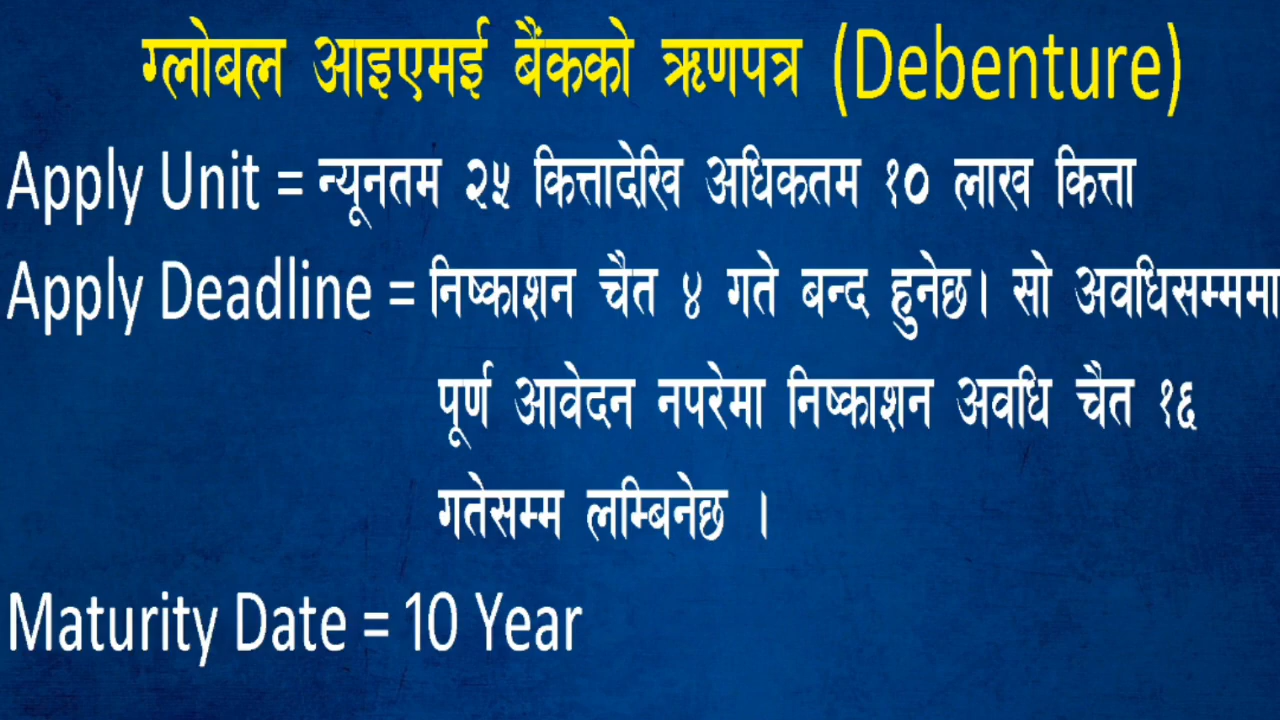 ग्लोबल आइएमई बैंकको ऋणपत्र (Debenture)
Apply Unit = न्यूनतम २५ कित्तादेखि अधिकतम १० लाख कित्ता
Apply Deadline = निष्काशन चैत ४ गते बन्द हुनेछ। सो अवधिसम्ममा
पूर्ण आवेदन नपरेमा निष्काशन अवधि चैत १६
गतेसम्म लम्बिनेछ ।
Maturity Date = 10 Year